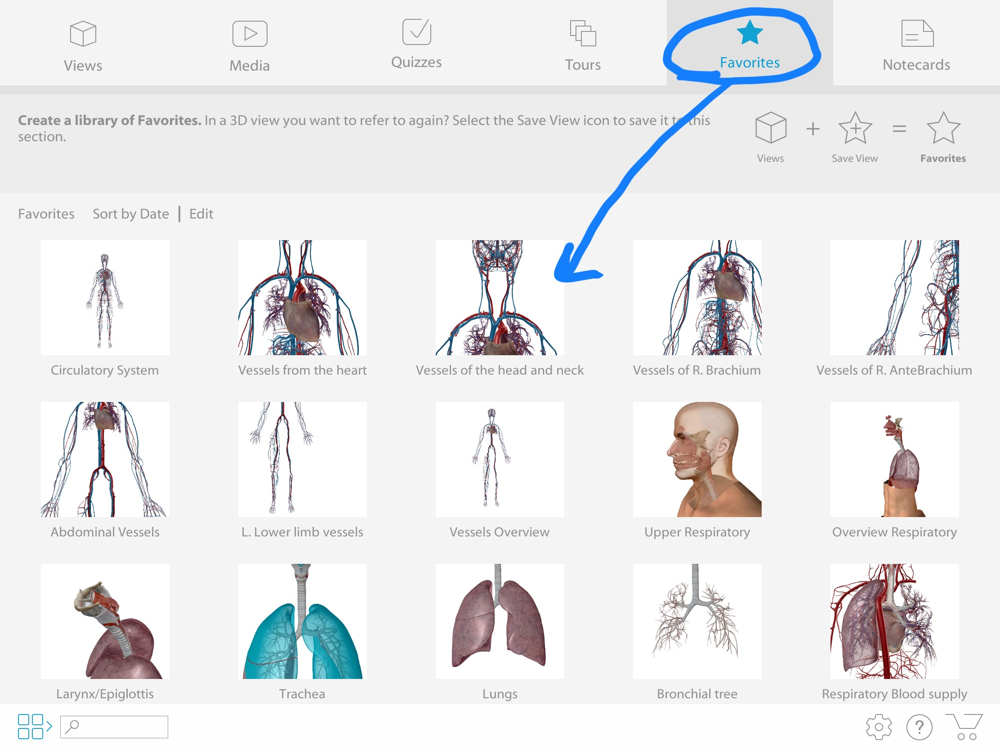 Views
Media
Quizzes
Tours
Favorites
Notecards
Create a library of Favorites. In a 3D view you want to refer to again? Select the Save View icon to save it to this
section.
+ =
Views
Save View
Favorites
Favorites Sort by Date | Edit
Circulatory System
Vessels from the heart
Vessels of the head and neck
Vessels of R. Brachium
Vessels of R. AnteBrachium
Abdominal Vessels
L. Lower limb vessels
Vessels Overview
Upper Respiratory
Overview Respiratory
Larynx/Epiglottis
Trachea
Lungs
Bronchial tree
Respiratory Blood supply
?